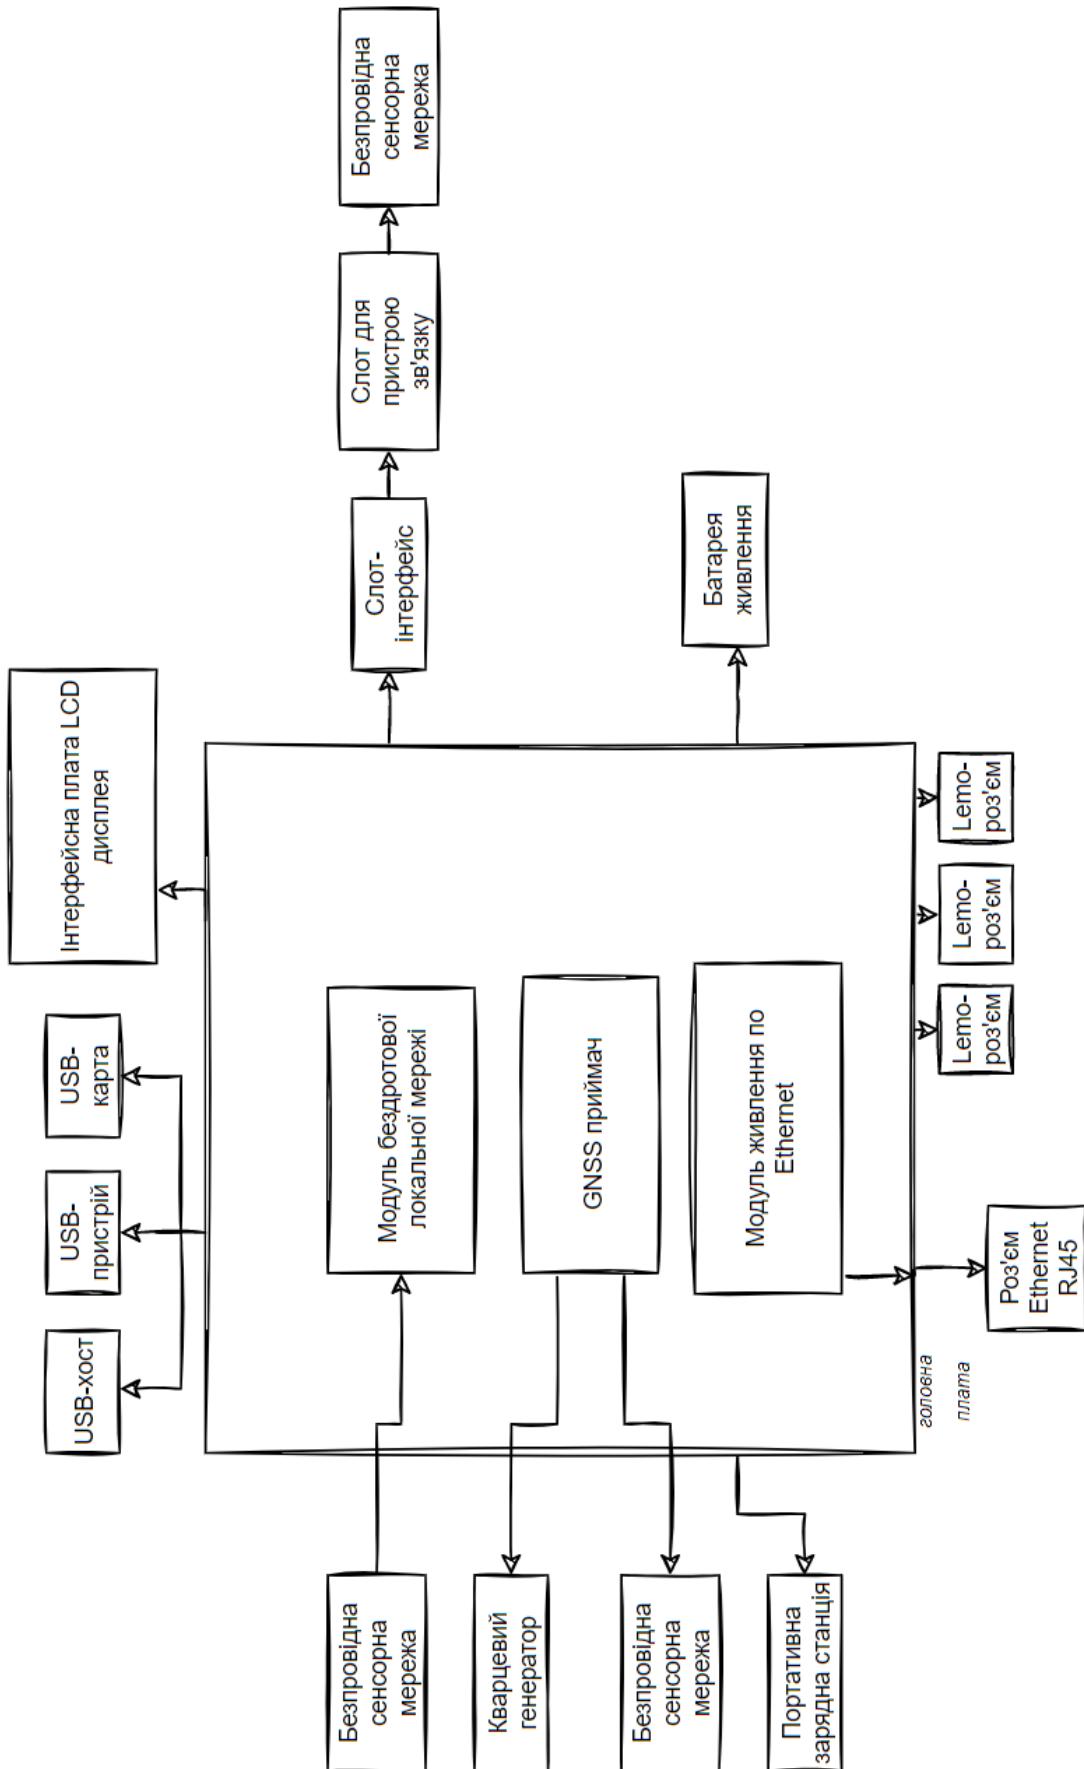 USB-хост
USB-
пристрій
USB-
карта
Інтерфейсна плата LCD
дисплея
Безпровідна
сенсорна
мережа
Модуль бездротової
локальної мережі
Слот-
інтерфейс
Слот для
пристрою
зв'язку
Безпровідна
сенсорна
мережа
Кварцевий
генератор
GNSS приймач
Безпровідна
сенсорна
мережа
Модуль живлення по
Ethernet
Батарея
живлення
Портативна
зарядна станція
головна
плата
Lemo-
роз'єм
Lemo-
роз'єм
Lemo-
роз'єм
Роз'єм
Ethernet
RJ45